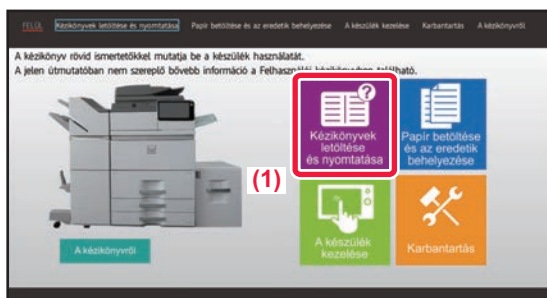 FELÜL Kézikönyvek letöltése és nyomtatása Papír betöltése és az eredetik behelyezése A készülék kezelése Karbantartás A kézikönyvről
A kézikönyv rövid ismertetőkkel mutatja be a készülék használatát.
A jelen útmutatóban nem szereplő bővebb információ a Felhasználói kézikönyvben található.
Kézikönyvek
letöltése
és nyomtatása
Papír betöltése
és az eredetik
behelyezése
(1)
A készülék
kezelése
Karbantartás
A kézikönyvről